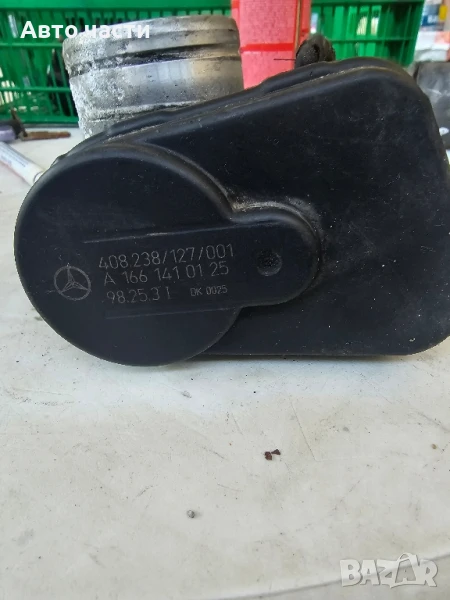 Авто части
408.238/127/001
A 166 141 01 25
98.25.3 1 DK 0025
BAZAR